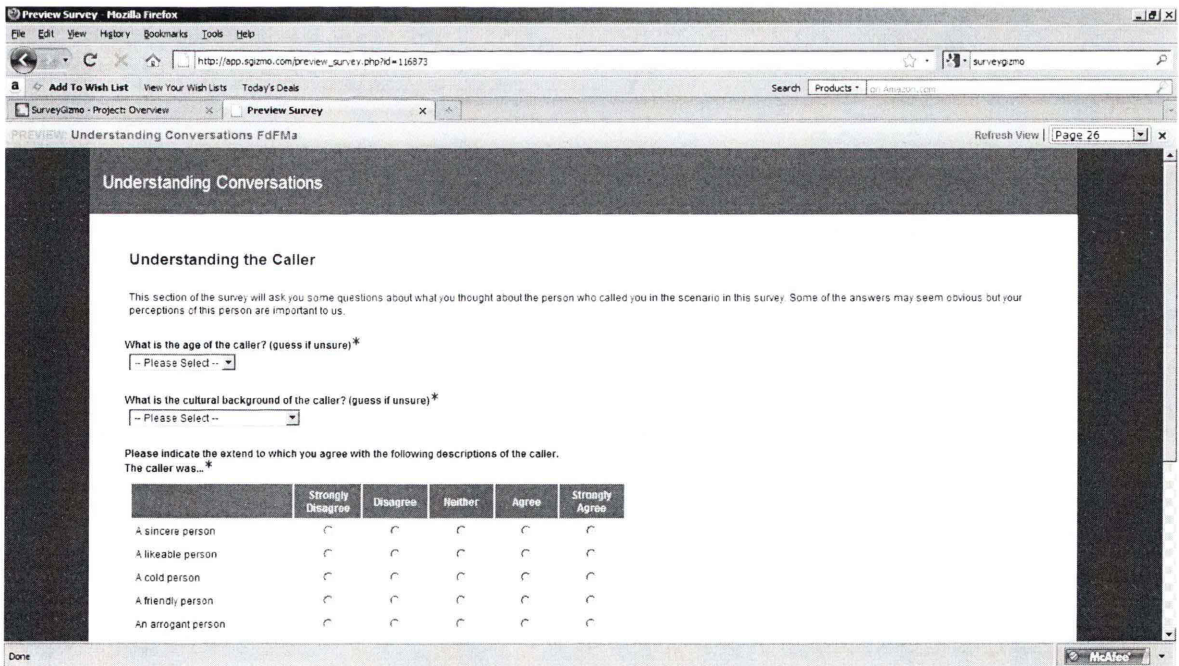 Preview Survey - Mozilla Firefox
File Edit View History Bookmarks Tools Help
http://app.sgizmo.com/preview_survey.php?id=116873
surveygizmo
a Add To Wish List View Your Wish Lists Today's Deals Search Products on Amazon.com
SurveyGizmo - Project: Overview Preview Survey
PREVIEW: Understanding Conversations FdFMa Refresh View | Page 26
Understanding Conversations
Understanding the Caller
This section of the survey will ask you some questions about what you thought about the person who called you in the scenario in this survey. Some of the answers may seem obvious but your
perceptions of this person are important to us.
What is the age of the caller? (guess if unsure)*
-- Please Select --
What is the cultural background of the caller? (guess if unsure)*
-- Please Select --
Please indicate the extend to which you agree with the following descriptions of the caller.
The caller was...*
Strongly Disagree Disagree Neither Agree Strongly Agree
A sincere person
A likeable person
A cold person
A friendly person
An arrogant person
Done McAfee